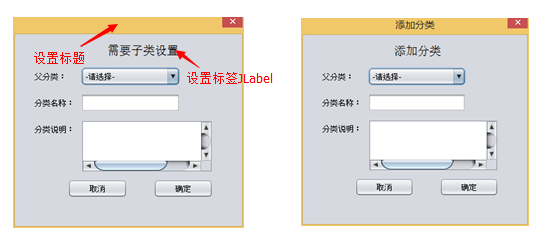 设置标题
需要子类设置
设置标签JLabel
父分类：
-请选择-
分类名称：
分类说明：
取消
确定
添加分类
添加分类
父分类：
-请选择-
分类名称：
分类说明：
取消
确定